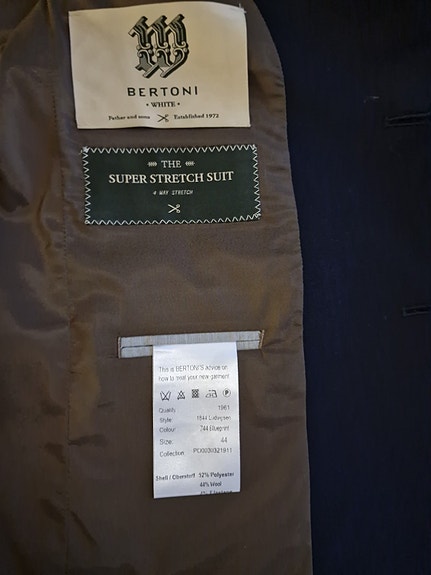 BERTONI
• WHITE •
Father and sons Established 1972
THE
SUPER STRETCH SUIT
4 WAY STRETCH
This is BERTONI'S advice on
how to treat your new garment
Quality: 1961
Style: Ludvigsen
Colour: 744 Bluegrant
Size: 44
Collection: PO0030321911
Shell / Oberstoff: 52% Polyester
44% Wool